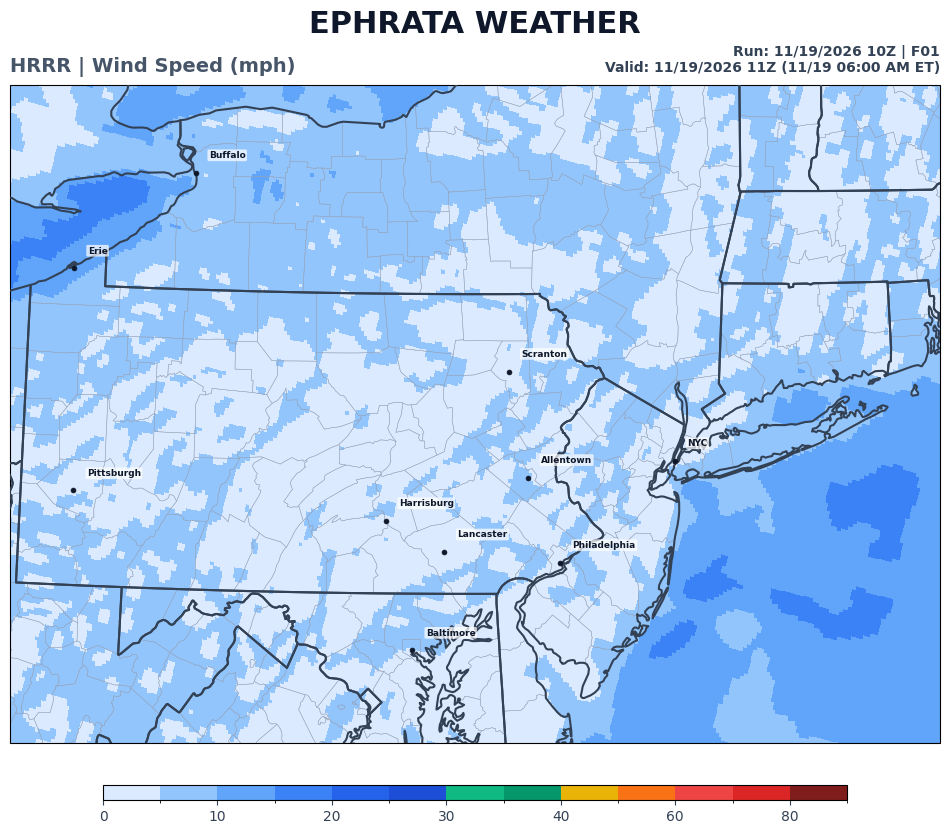 EPHRATA WEATHER
HRRR | Wind Speed (mph)
Run: 11/19/2026 10Z | F01
Valid: 11/19/2026 11Z (11/19 06:00 AM ET)
Buffalo
Erie
Scranton
NYC
Allentown
Pittsburgh
Harrisburg
Lancaster
Philadelphia
Baltimore
0 10 20 30 40 50 60 70 80